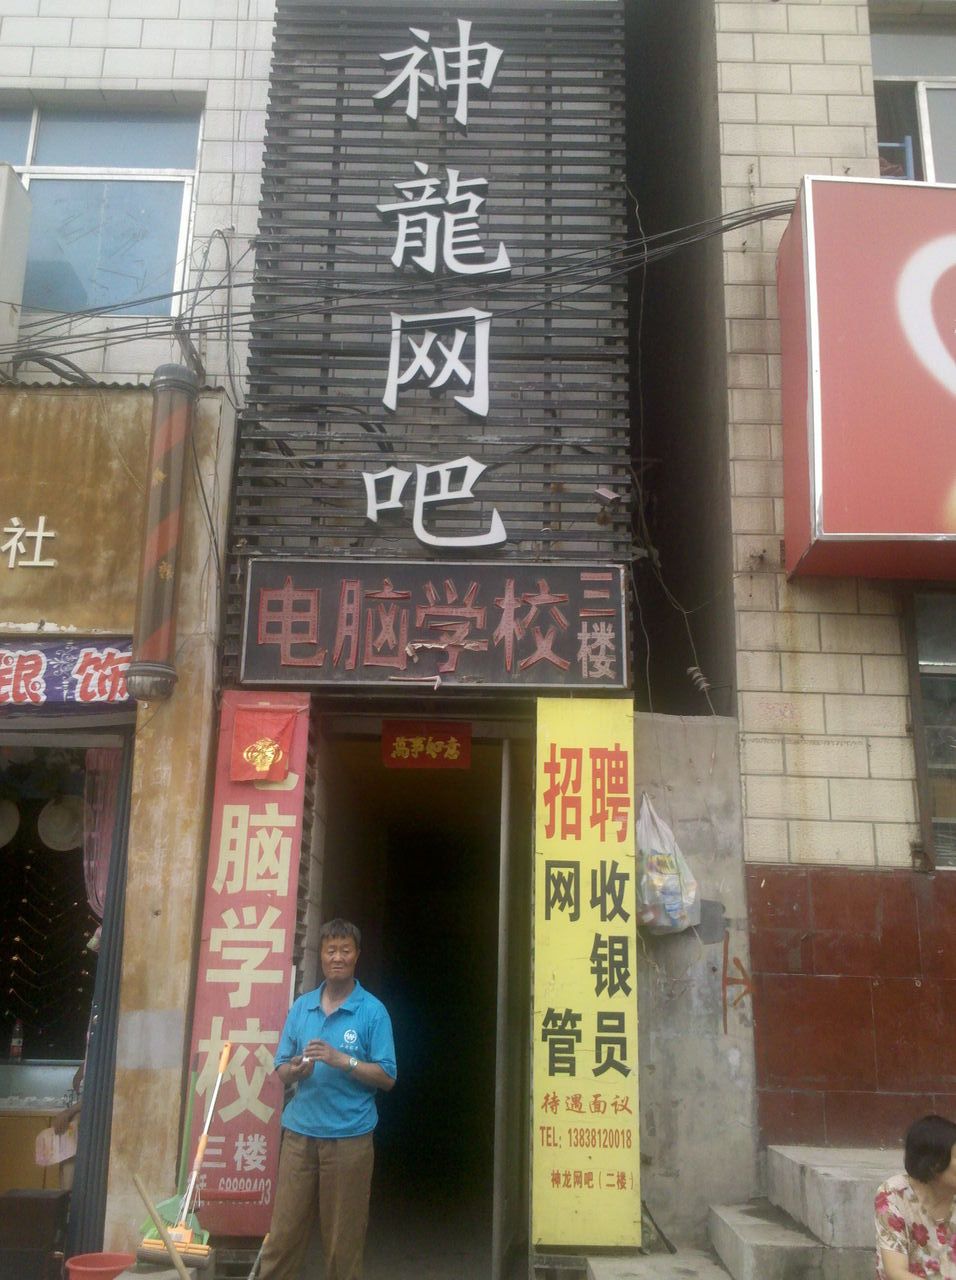 神龍网吧
电脑学校
三楼
社
银饰
萬事如意
脑学校
三楼
招聘
网管
收银员
待遇面议
TEL: 13838120018
神龙网吧(二楼)